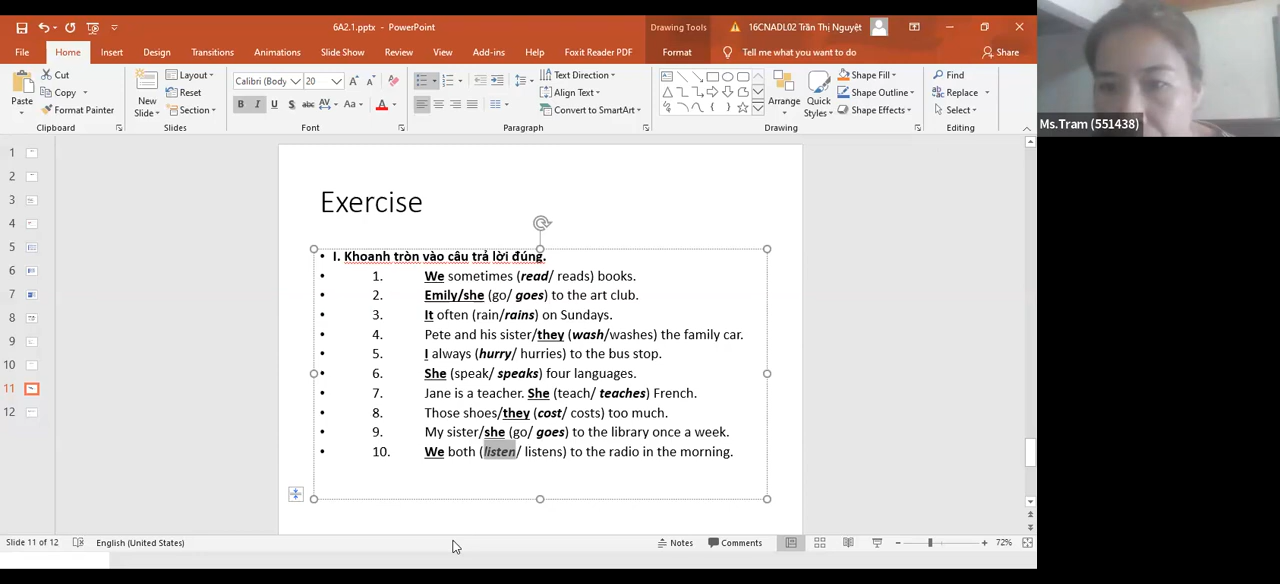 6A2.1.pptx - PowerPoint
Drawing Tools
16CNADL02 Trần Thị Nguyệt
File Home Insert Design Transitions Animations Slide Show Review View Add-ins Help Foxit Reader PDF Format Tell me what you want to do Share
Paste
Cut
Copy
Format Painter
Clipboard
New
Slide
Layout
Reset
Section
Slides
Calibri (Body) 20
B I U S abc AV Aa A
Font
Text Direction
Align Text
Convert to SmartArt
Paragraph
Arrange
Quick
Styles
Shape Fill
Shape Outline
Shape Effects
Drawing
Find
Replace
Select
Editing
Ms.Tram (551438)
1
2
3
4
5
6
7
8
9
10
11
12
Exercise
• I. Khoanh tròn vào câu trả lời đúng.
• 1. We sometimes (read/ reads) books.
• 2. Emily/she (go/ goes) to the art club.
• 3. It often (rain/rains) on Sundays.
• 4. Pete and his sister/they (wash/washes) the family car.
• 5. I always (hurry/ hurries) to the bus stop.
• 6. She (speak/ speaks) four languages.
• 7. Jane is a teacher. She (teach/ teaches) French.
• 8. Those shoes/they (cost/ costs) too much.
• 9. My sister/she (go/ goes) to the library once a week.
• 10. We both (listen/ listens) to the radio in the morning.
Slide 11 of 12 English (United States) Notes Comments 72%